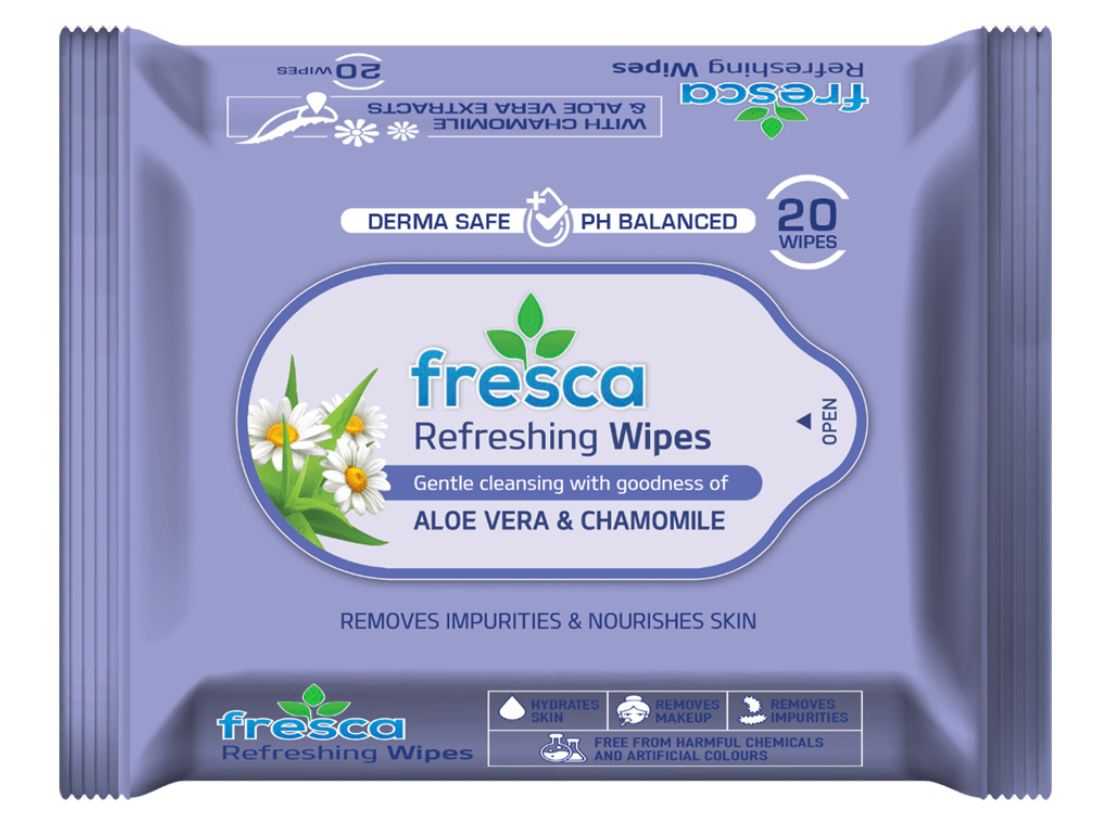 20 WIPES
fresca
Refreshing Wipes
WITH CHAMOMILE
& ALOE VERA EXTRACTS
DERMA SAFE PH BALANCED
20
WIPES
fresca
Refreshing Wipes
OPEN
Gentle cleansing with goodness of
ALOE VERA & CHAMOMILE
REMOVES IMPURITIES & NOURISHES SKIN
fresca
Refreshing Wipes
HYDRATES
SKIN
REMOVES
MAKEUP
REMOVES
IMPURITIES
FREE FROM HARMFUL CHEMICALS
AND ARTIFICIAL COLOURS